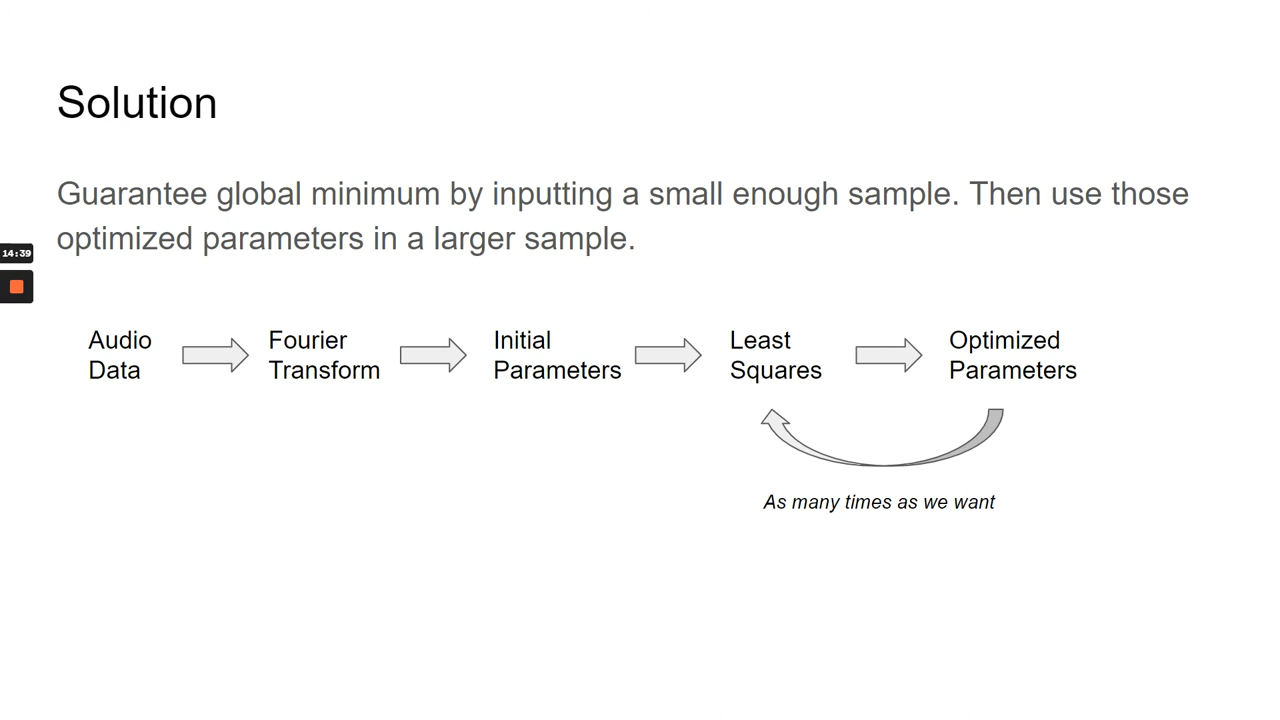 Solution
Guarantee global minimum by inputting a small enough sample. Then use those
optimized parameters in a larger sample.
14:39
Audio
Data
Fourier
Transform
Initial
Parameters
Least
Squares
Optimized
Parameters
As many times as we want